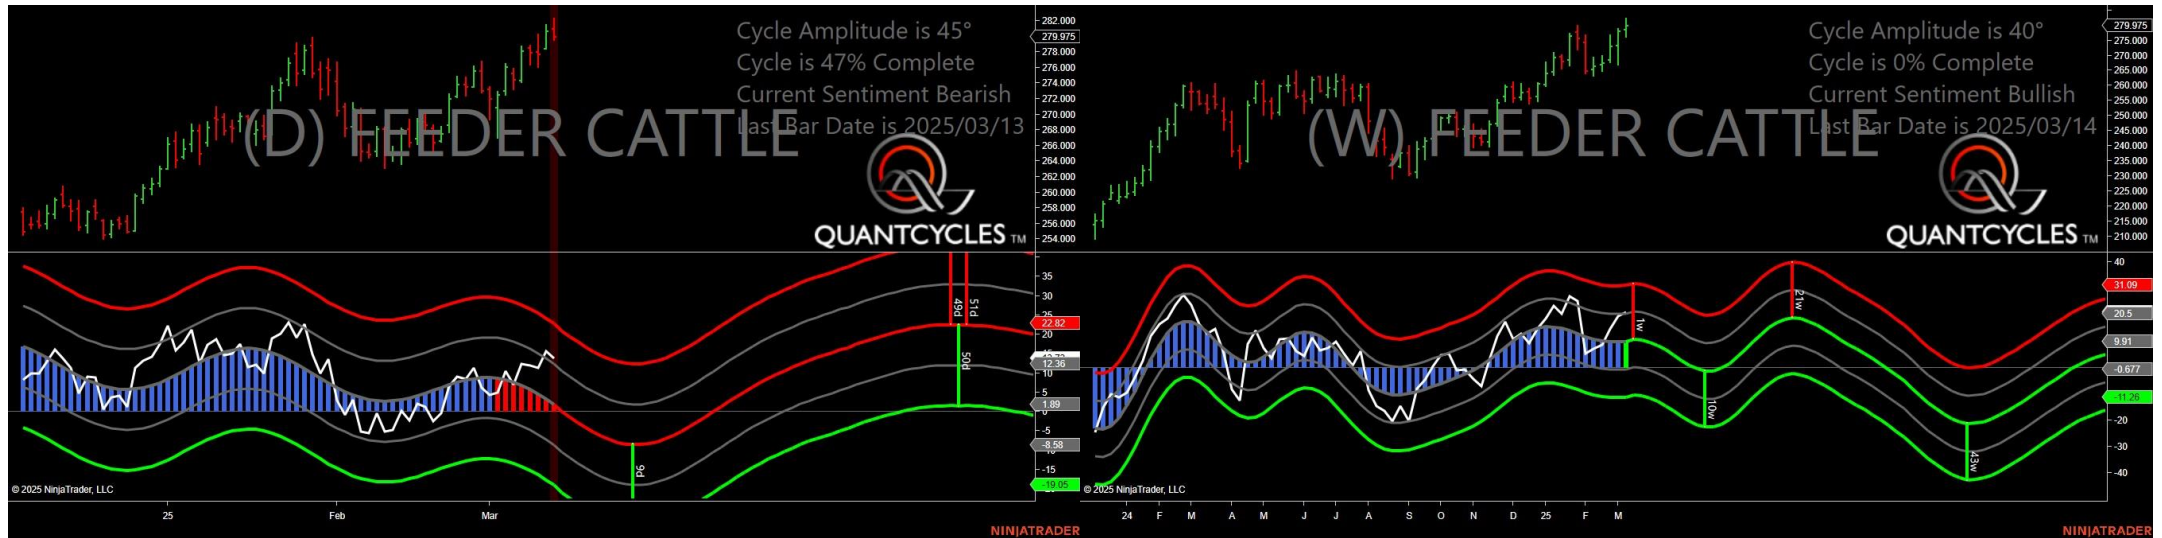 Cycle Amplitude is 45°
Cycle is 47% Complete
Current Sentiment Bearish
Last Bar Date is 2025/03/13
(D) FEEDER CATTLE
QUANTCYCLES TM
282.000
279.975
278.000
276.000
274.000
272.000
270.000
268.000
266.000
264.000
262.000
260.000
258.000
256.000
254.000
35
30
25
22.82
20
12.36
10
5
1.89
0
-5
-8.58
-15
-19.05
49d
51d
50d
9d
© 2025 NinjaTrader, LLC
25
Feb
Mar
NINJATRADER
Cycle Amplitude is 40°
Cycle is 0% Complete
Current Sentiment Bullish
Last Bar Date is 2025/03/14
(W) FEEDER CATTLE
QUANTCYCLES TM
279.975
275.000
270.000
265.000
260.000
255.000
250.000
245.000
240.000
235.000
230.000
225.000
220.000
215.000
210.000
40
31.09
20.5
9.91
-0.677
-11.26
-20
-30
-40
1w
10w
21w
43w
© 2025 NinjaTrader, LLC
24
F
M
A
M
J
J
A
S
O
N
D
25
F
M
NINJATRADER